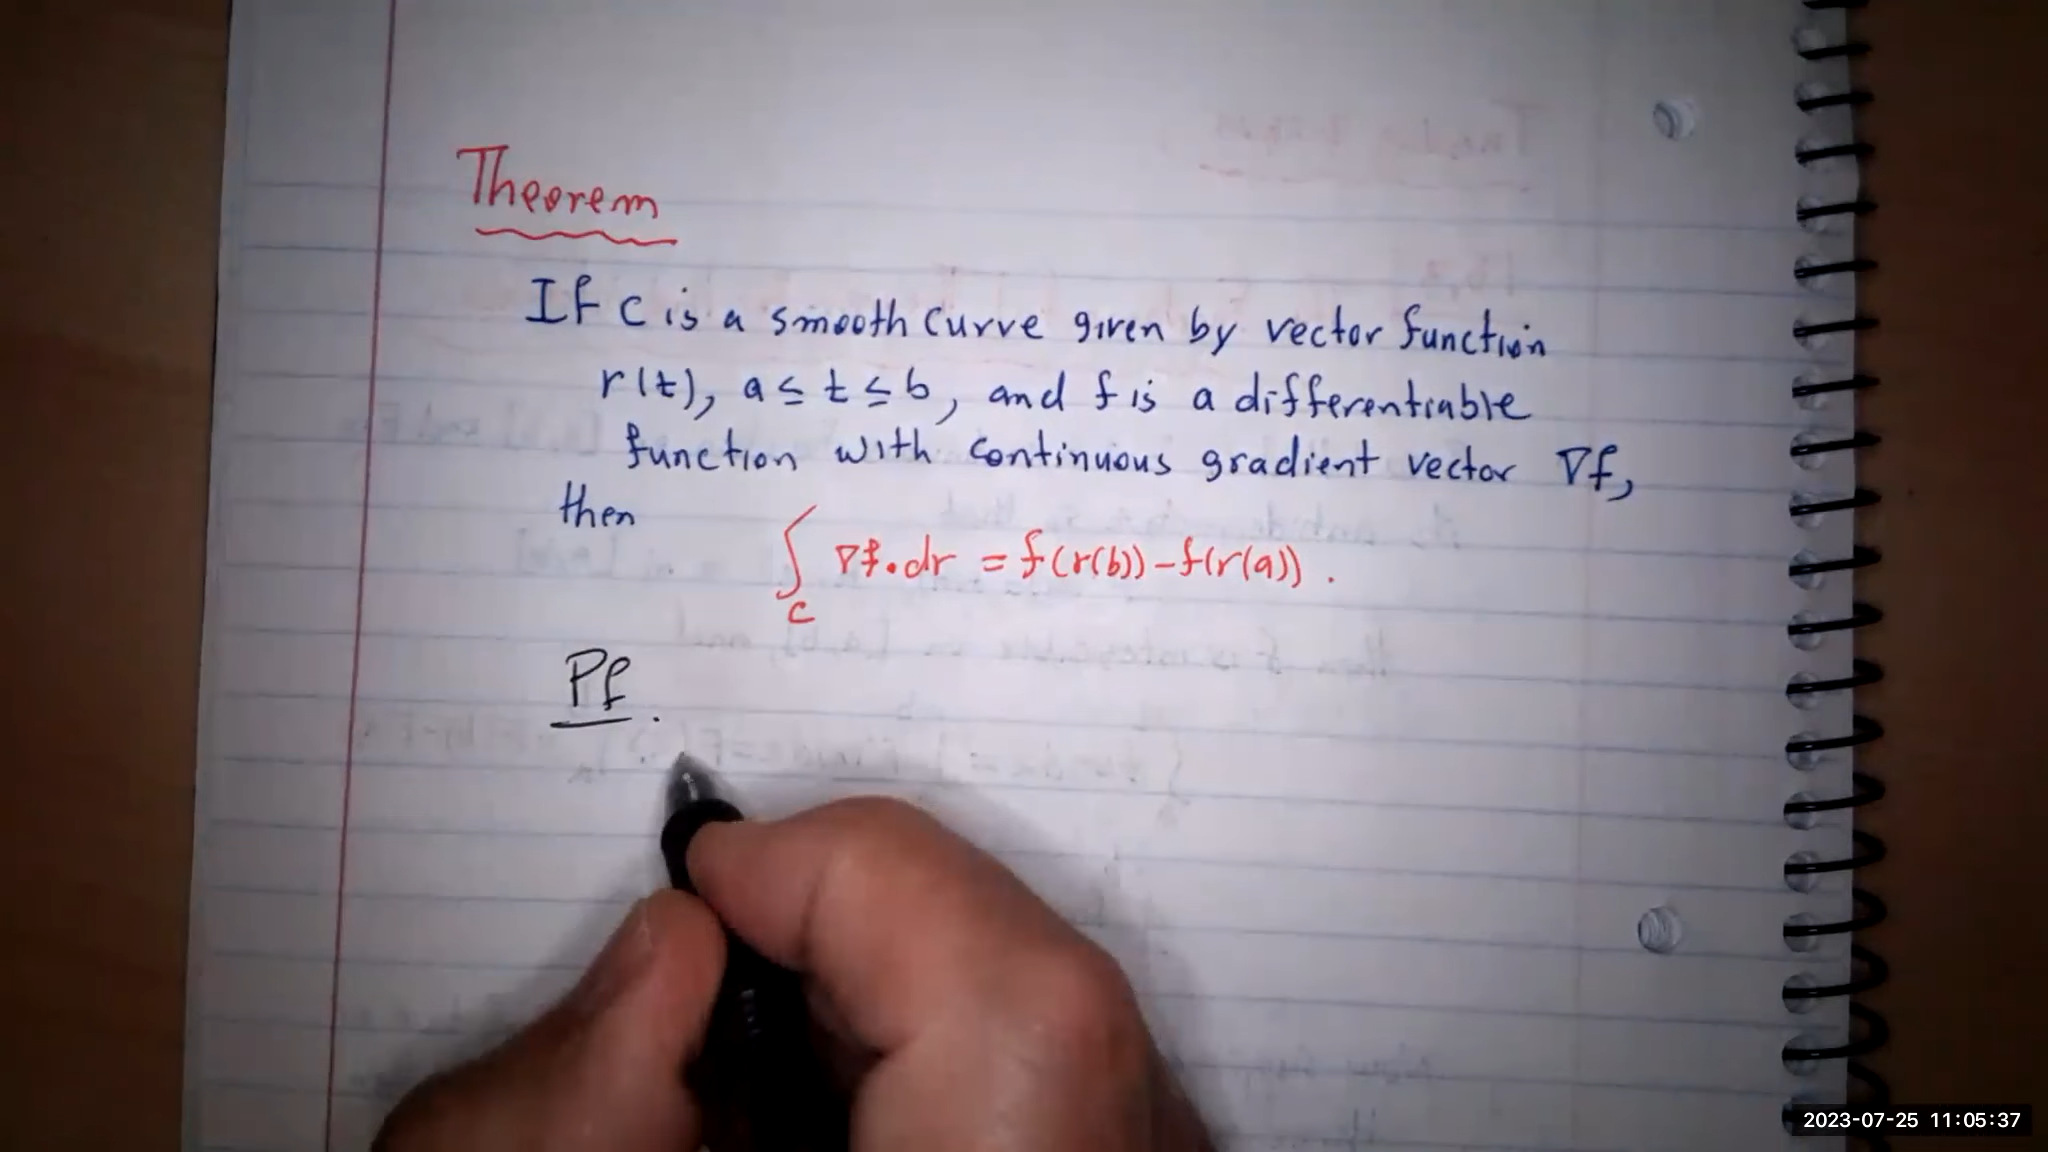 Theorem
If C is a smooth curve given by vector function
r(t), a ≤ t ≤ b, and f is a differentiable
function with continuous gradient vector ∇f,
then
∫ ∇f • dr = f(r(b)) - f(r(a)) .
C
Pf.
2023-07-25 11:05:37